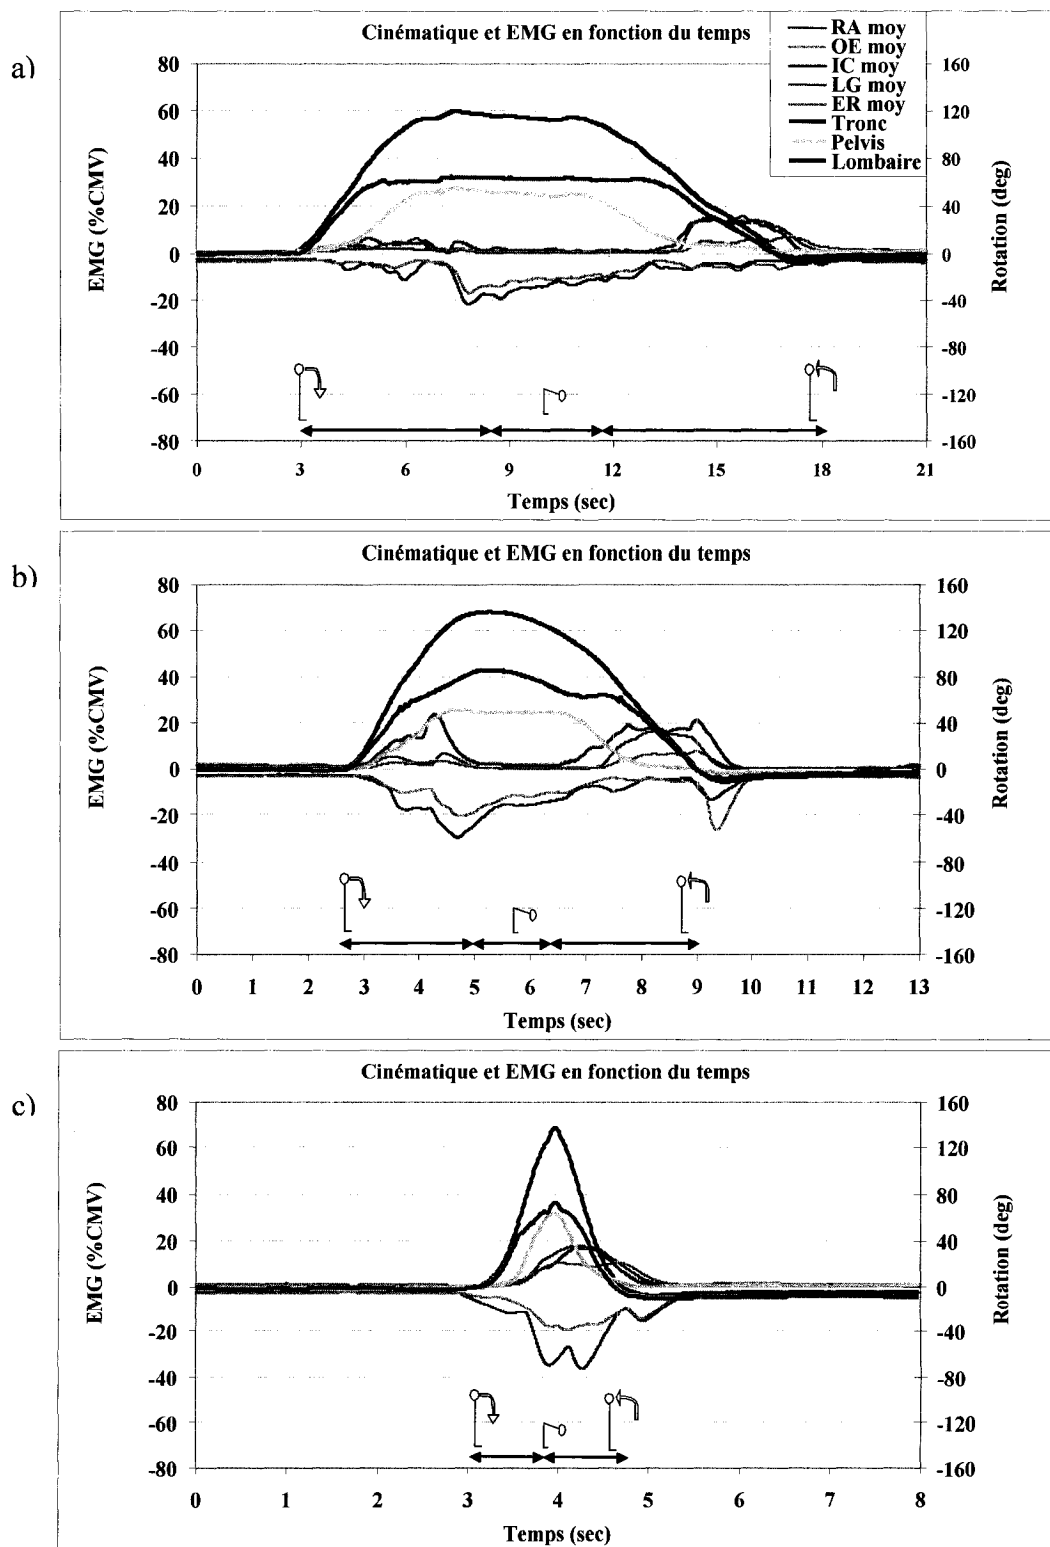 a)
Cinématique et EMG en fonction du temps
RA moy
OE moy
IC moy
LG moy
ER moy
Tronc
Pelvis
Lombaire
EMG (%CMV)
80
60
40
20
0
-20
-40
-60
-80
160
120
80
40
0
-40
-80
-120
-160
Rotation (deg)
0 3 6 9 12 15 18 21
Temps (sec)
b)
Cinématique et EMG en fonction du temps
EMG (%CMV)
80
60
40
20
0
-20
-40
-60
-80
160
120
80
40
0
-40
-80
-120
-160
Rotation (deg)
0 1 2 3 4 5 6 7 8 9 10 11 12 13
Temps (sec)
c)
Cinématique et EMG en fonction du temps
EMG (%CMV)
80
60
40
20
0
-20
-40
-60
-80
160
120
80
40
0
-40
-80
-120
-160
Rotation (deg)
0 1 2 3 4 5 6 7 8
Temps (sec)